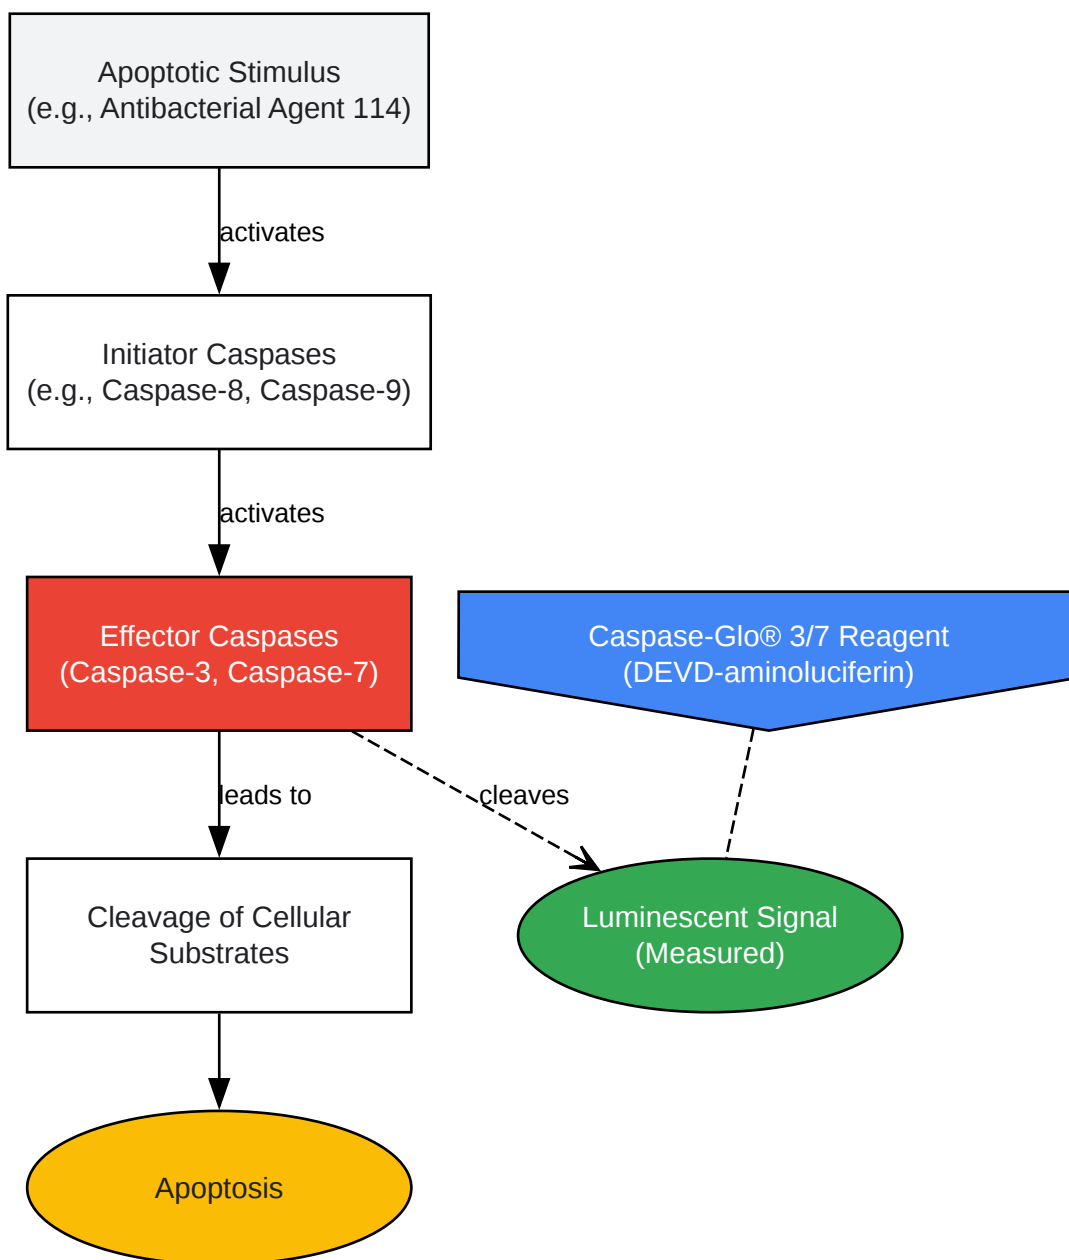 Apoptotic Stimulus
(e.g., Antibacterial Agent 114)
activates
Initiator Caspases
(e.g., Caspase-8, Caspase-9)
activates
Effector Caspases
(Caspase-3, Caspase-7)
Caspase-Glo® 3/7 Reagent
(DEVD-aminoluciferin)
leads to
cleaves
Cleavage of Cellular
Substrates
Luminescent Signal
(Measured)
Apoptosis